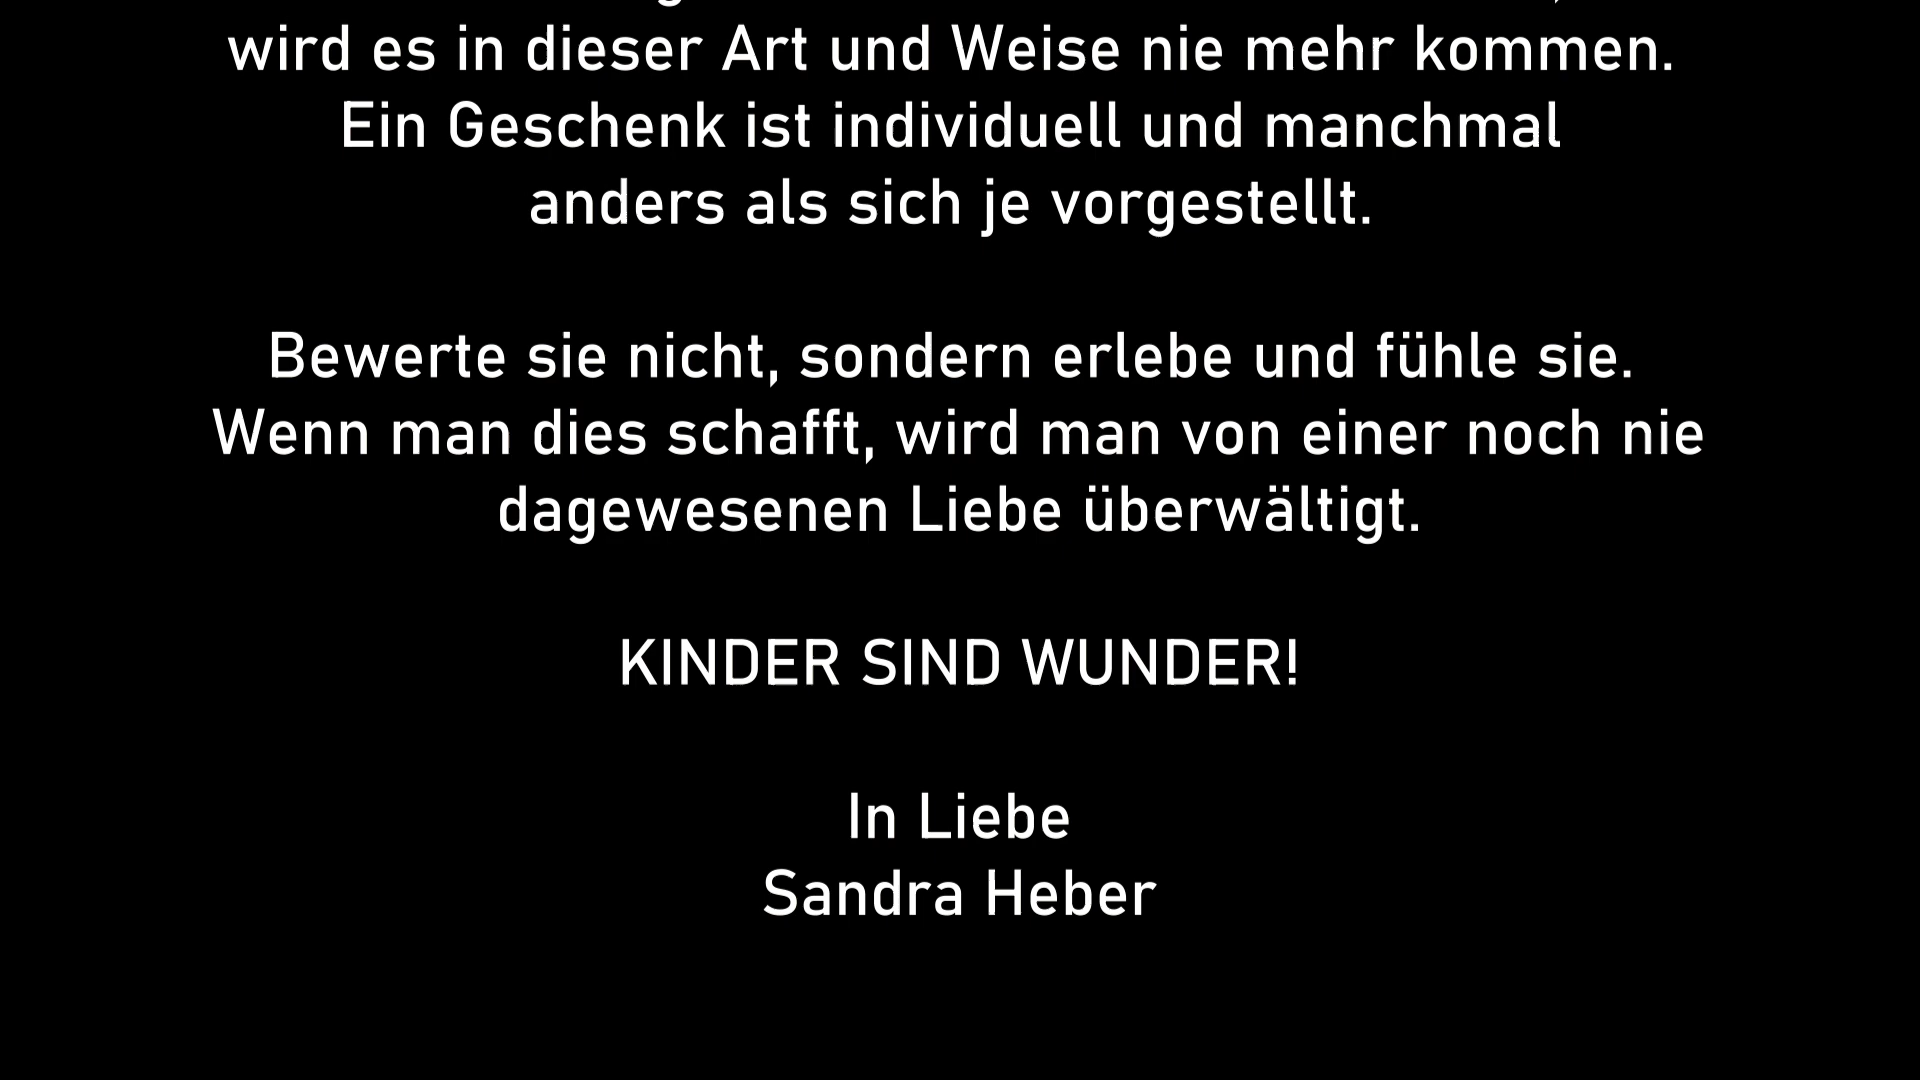 wird es in dieser Art und Weise nie mehr kommen.
Ein Geschenk ist individuell und manchmal
anders als sich je vorgestellt.
Bewerte sie nicht, sondern erlebe und fühle sie.
Wenn man dies schafft, wird man von einer noch nie
dagewesenen Liebe überwältigt.
KINDER SIND WUNDER!
In Liebe
Sandra Heber